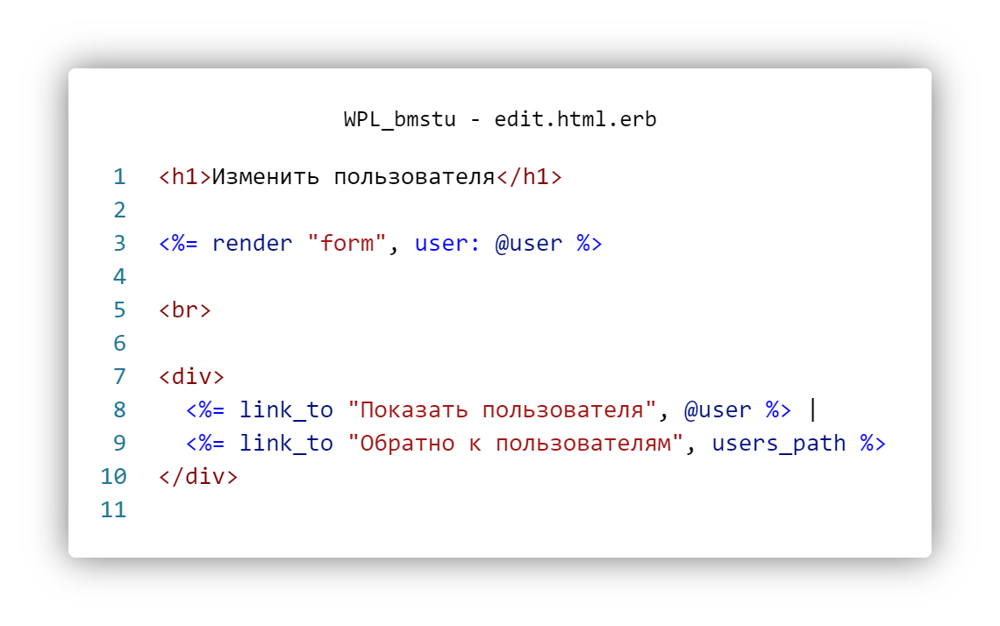 WPL_bmstu - edit.html.erb
1 <h1>Изменить пользователя</h1>
2
3 <%= render "form", user: @user %>
4
5 <br>
6
7 <div>
8   <%= link_to "Показать пользователя", @user %> |
9   <%= link_to "Обратно к пользователям", users_path %>
10 </div>
11